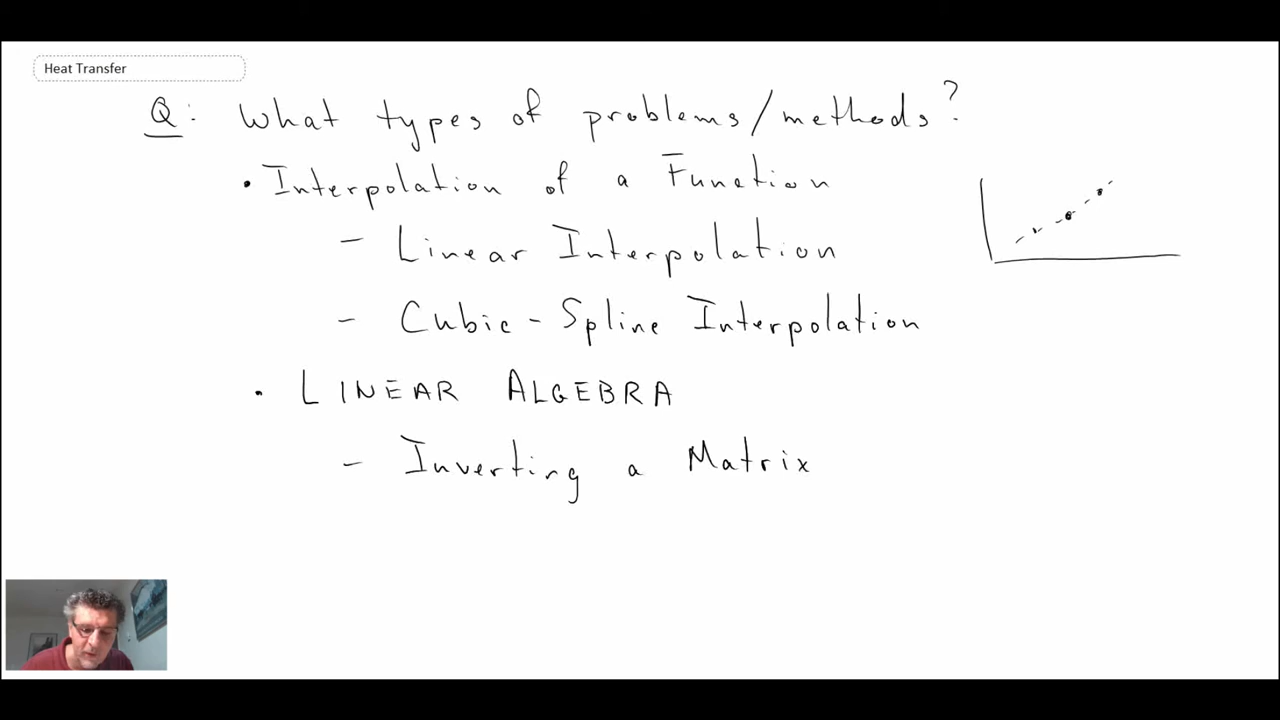 Heat Transfer
Q: What types of problems/methods?
• Interpolation of a Function
- Linear Interpolation
- Cubic-Spline Interpolation
• LINEAR ALGEBRA
- Inverting a Matrix